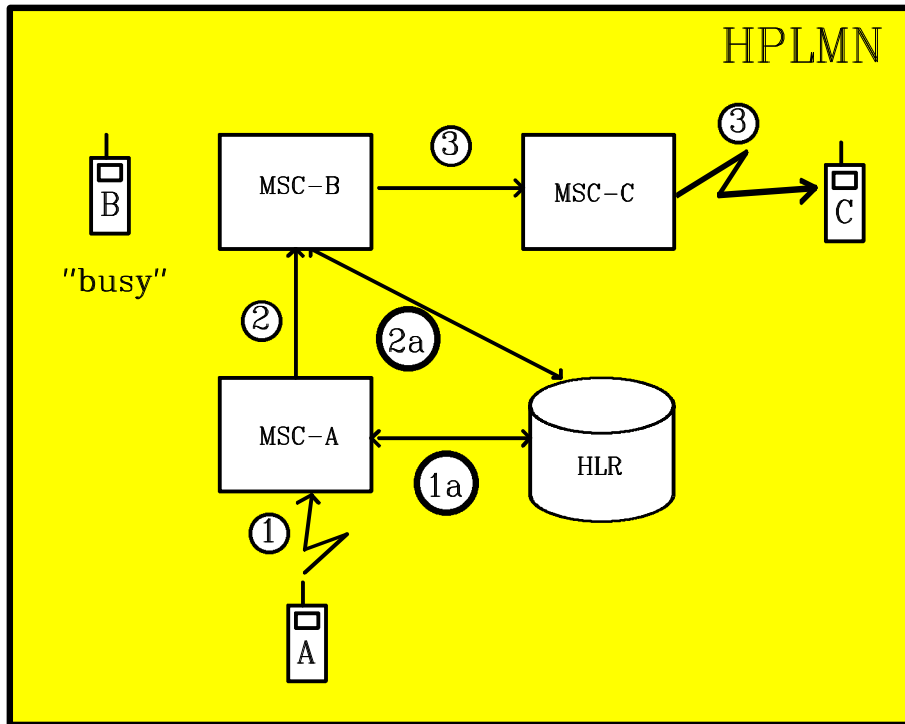 HPLMN
3
3
MSC-B
MSC-C
B
C
"busy"
2
2a
MSC-A
HLR
1a
1
A